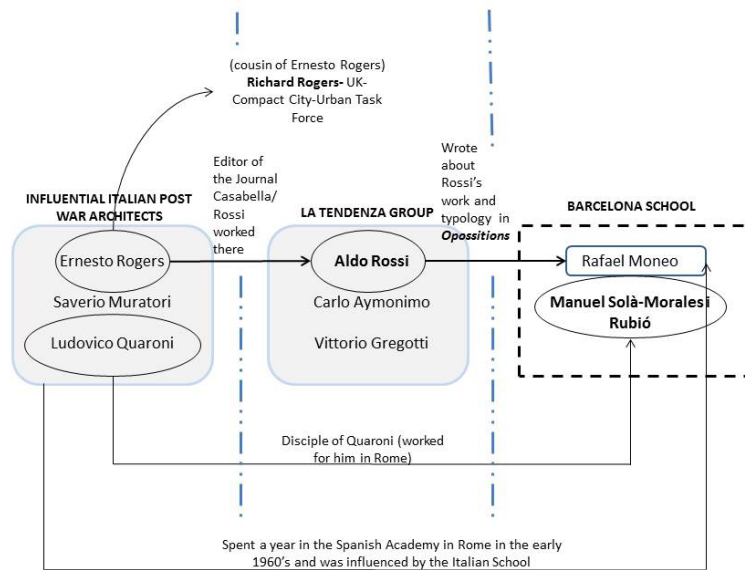 (cousin of Ernesto Rogers)
Richard Rogers- UK-
Compact City-Urban Task
Force
Editor of
the Journal
Casabella/
Rossi
worked
there
Wrote
about
Rossi's
work and
typology in
Opossitions
INFLUENTIAL ITALIAN POST
WAR ARCHITECTS
LA TENDENZA GROUP
BARCELONA SCHOOL
Ernesto Rogers
Saverio Muratori
Ludovico Quaroni
Aldo Rossi
Carlo Aymonimo
Vittorio Gregotti
Rafael Moneo
Manuel Solà-Morales i
Rubió
Disciple of Quaroni (worked
for him in Rome)
Spent a year in the Spanish Academy in Rome in the early
1960's and was influenced by the Italian School